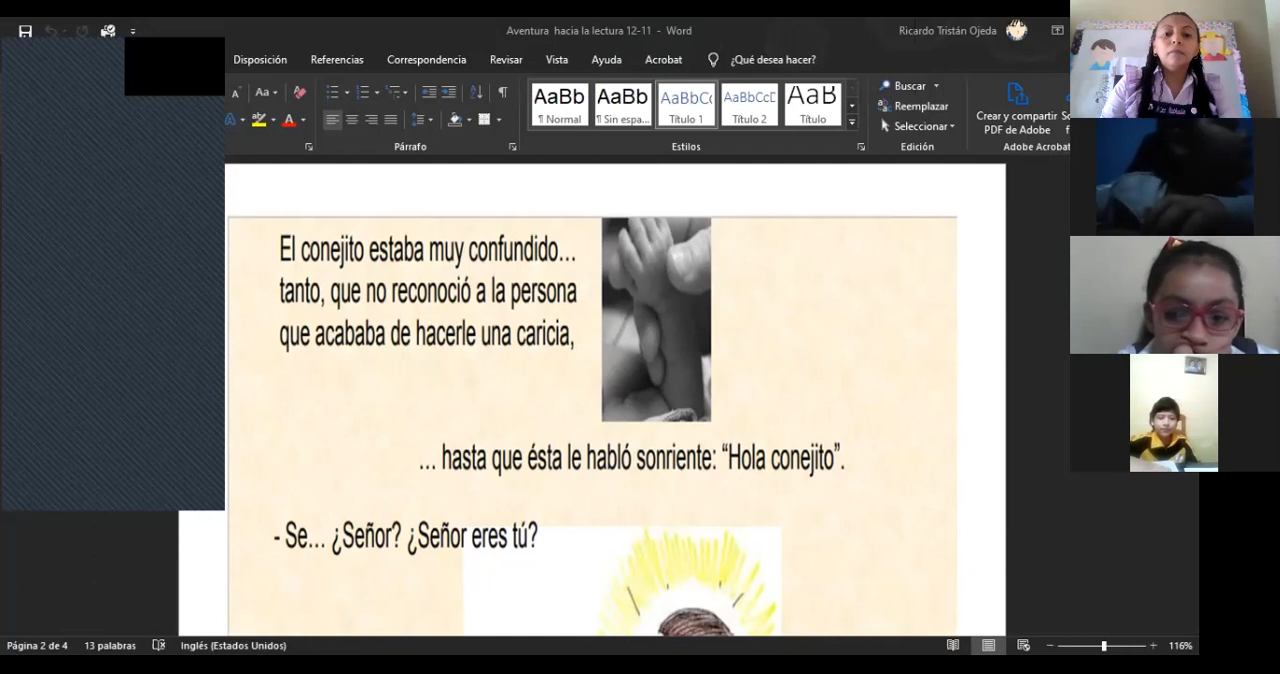 Aventura hacia la lectura 12-11 - Word
Ricardo Tristán Ojeda
Disposición Referencias Correspondencia Revisar Vista Ayuda Acrobat ¿Qué desea hacer?
Aa
AaBb AaBb AaBbC AaBbCcD AaB
¶ Normal ¶ Sin espa... Título 1 Título 2 Título
Buscar
Reemplazar
Seleccionar
Crear y compartir
PDF de Adobe
Párrafo Estilos Edición Adobe Acrobat
El conejito estaba muy confundido...
tanto, que no reconoció a la persona
que acababa de hacerle una caricia,
... hasta que ésta le habló sonriente: “Hola conejito”.
- Se... ¿Señor? ¿Señor eres tú?
Página 2 de 4 13 palabras Inglés (Estados Unidos) 116%